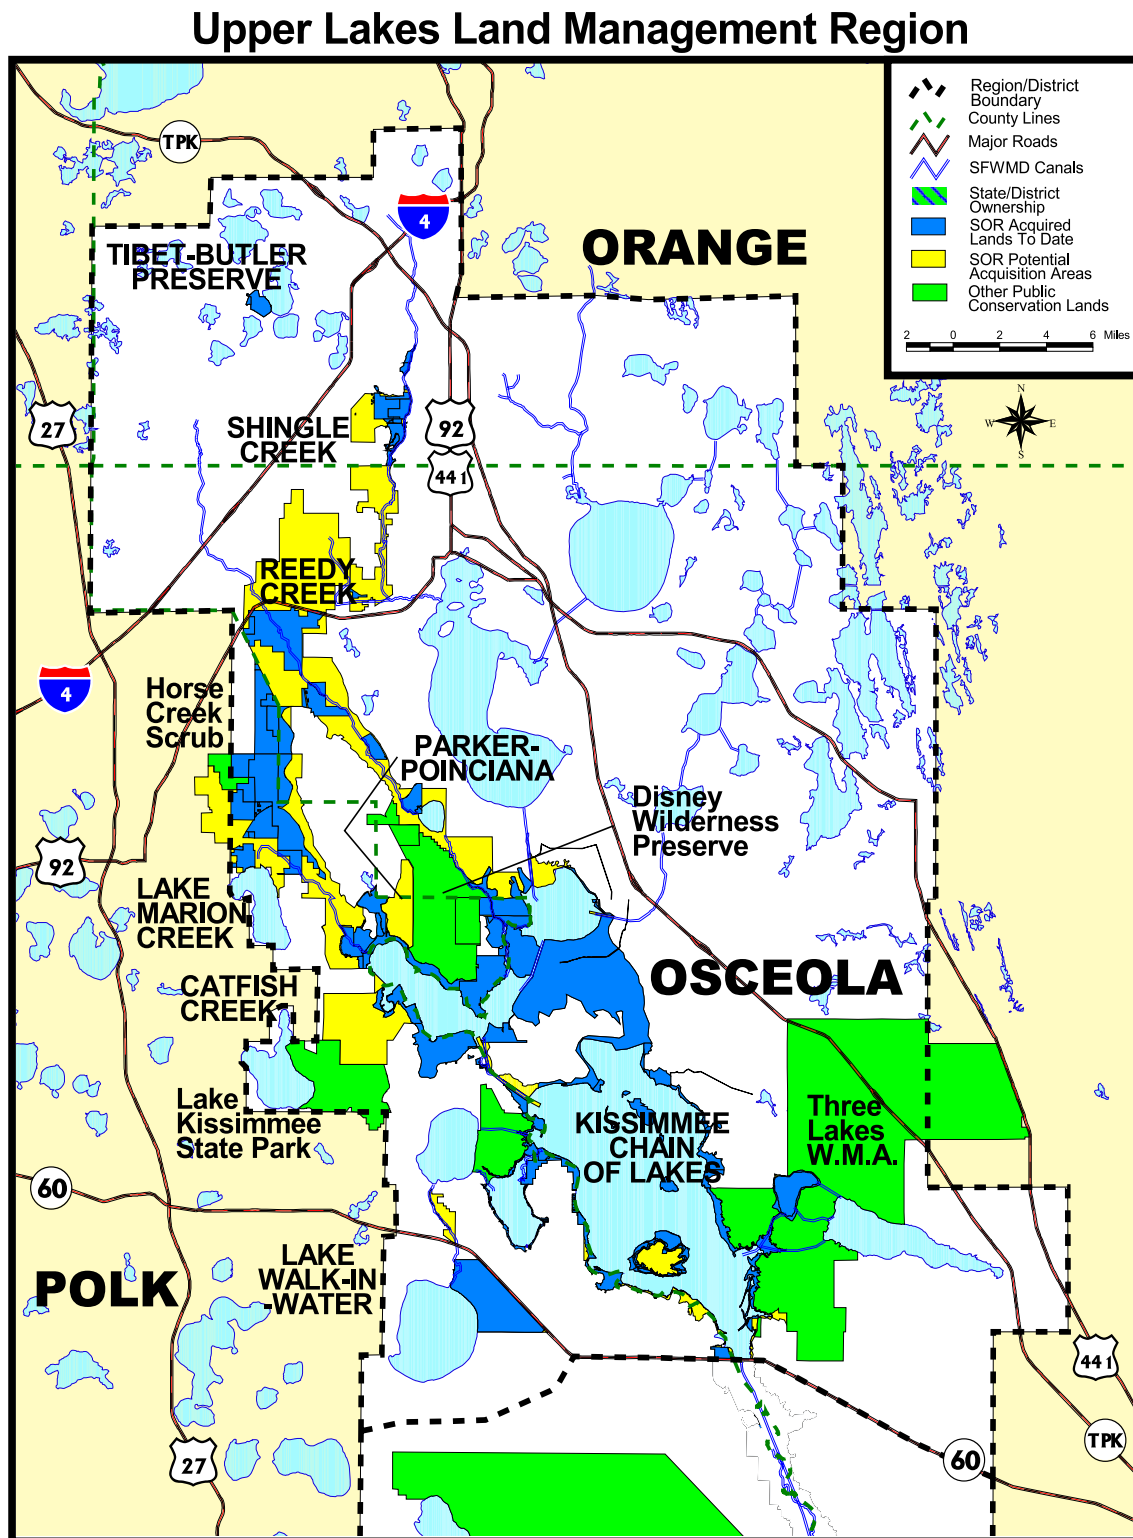 Upper Lakes Land Management Region
Region/District
Boundary
County Lines
Major Roads
SFWMD Canals
State/District
Ownership
SOR Acquired
Lands To Date
SOR Potential
Acquisition Areas
Other Public
Conservation Lands
2 0 2 4 6 Miles
N
W E
S
TPK
4
ORANGE
TIBET-BUTLER
PRESERVE
27
SHINGLE
CREEK
92
441
REEDY
CREEK
4
Horse
Creek
Scrub
PARKER-
POINCIANA
Disney
Wilderness
Preserve
92
LAKE
MARION
CREEK
OSCEOLA
CATFISH
CREEK
Lake
Kissimmee
State Park
KISSIMMEE
CHAIN
OF LAKES
Three
Lakes
W.M.A.
60
LAKE
WALK-IN
-WATER
POLK
441
TPK
27
60